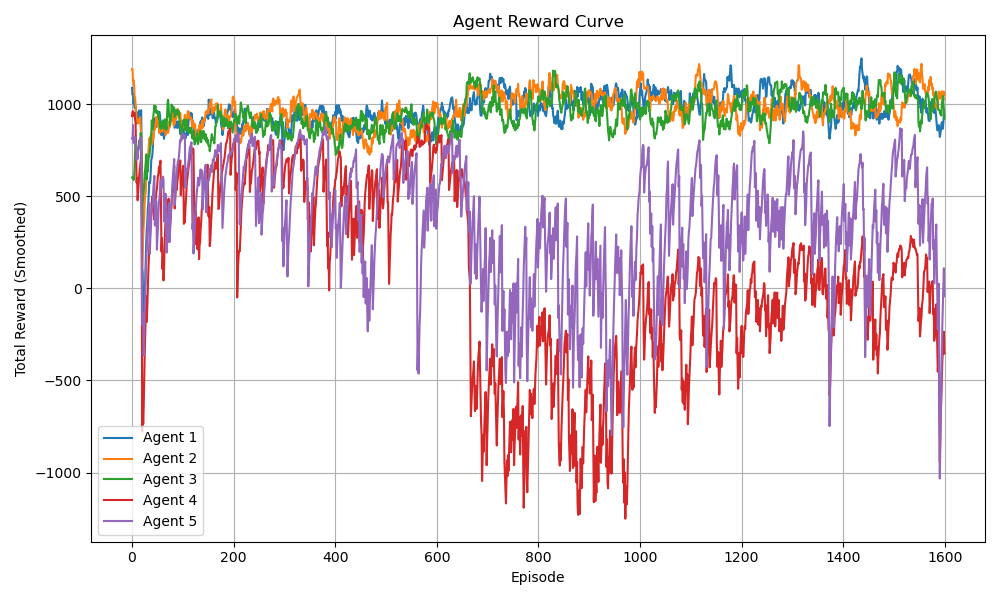 Agent Reward Curve
Total Reward (Smoothed)
1000
500
0
−500
−1000
Agent 1
Agent 2
Agent 3
Agent 4
Agent 5
0 200 400 600 800 1000 1200 1400 1600
Episode